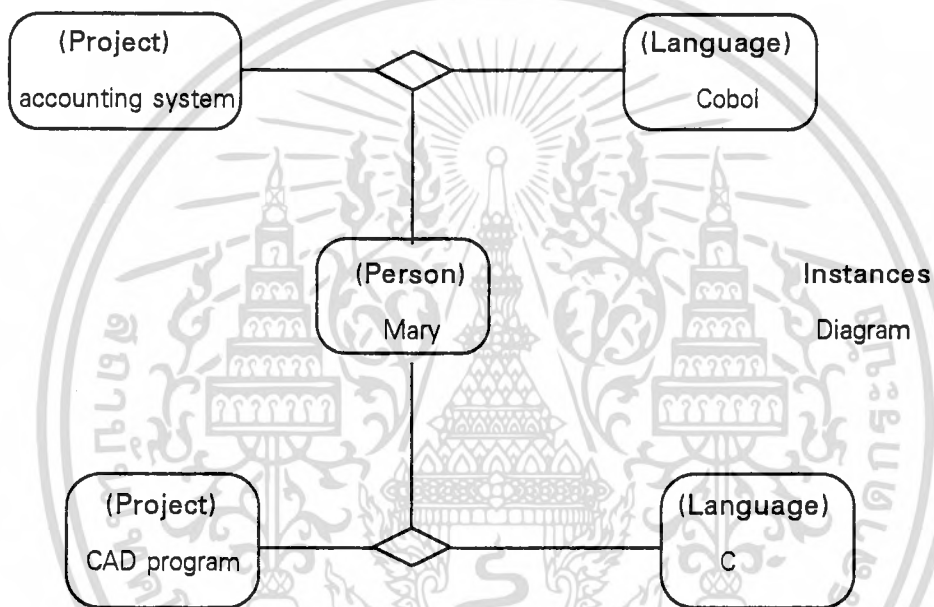 (Project)
accounting system
(Language)
Cobol
(Person)
Mary
Instances
Diagram
(Project)
CAD program
(Language)
C